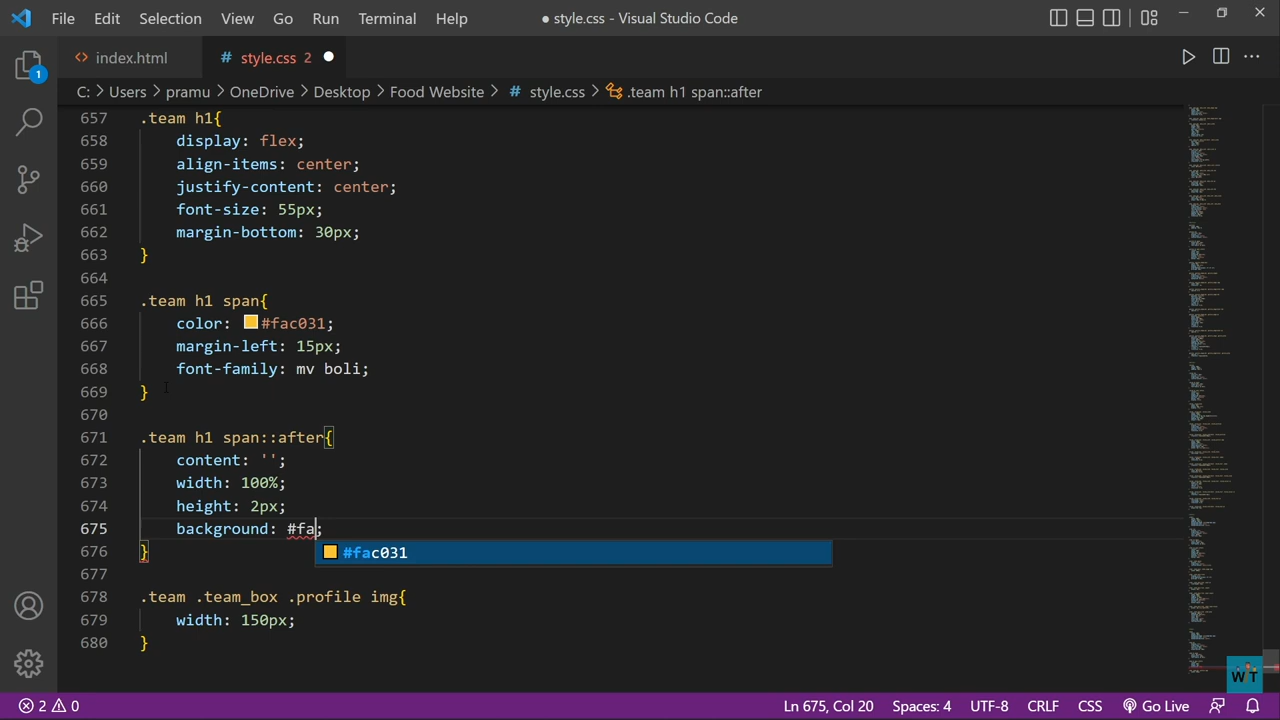 File Edit Selection View Go Run Terminal Help ● style.css - Visual Studio Code
<> index.html # style.css 2 ●
1
C: > Users > pramu > OneDrive > Desktop > Food Website > # style.css > .team h1 span::after
657 .team h1{
658 display: flex;
659 align-items: center;
660 justify-content: center;
661 font-size: 55px;
662 margin-bottom: 30px;
663 }
664
665 .team h1 span{
666 color: #fac031;
667 margin-left: 15px;
668 font-family: mv boli;
669 }
670
671 .team h1 span::after{
672 content: '';
673 width: 100%;
674 height: 2px;
675 background: #fa;
676 }
#fac031
677
678 .team .team_box .profile img{
679 width: 150px;
680 }
WT
2 0 Ln 675, Col 20 Spaces: 4 UTF-8 CRLF CSS Go Live